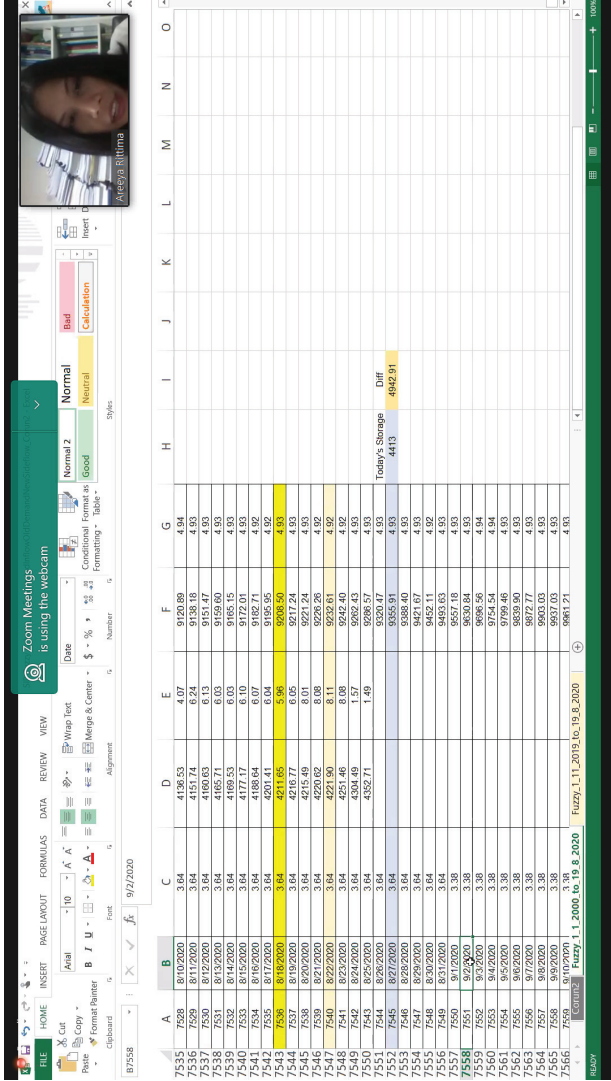 Zoom Meetings
is using the webcam
Areeya Rittima
FILE HOME INSERT PAGE LAYOUT FORMULAS DATA REVIEW VIEW
Cut
Copy
Format Painter
Paste
Clipboard
Arial 10
B I U
Font
Wrap Text
Merge & Center
Alignment
Date
$ % ,
Number
Conditional Formatting
Format as Table
Normal 2 Normal Bad
Good Neutral Calculation
Styles
Insert
B7558 fx 9/2/2020
A B C D E F G H I J K L M N O
7535 7528 8/10/2020 3.64 4136.53 4.07 9120.89 4.94
7536 7529 8/11/2020 3.64 4151.74 6.24 9138.18 4.93
7537 7530 8/12/2020 3.64 4160.63 6.13 9151.47 4.93
7538 7531 8/13/2020 3.64 4165.71 6.03 9159.60 4.93
7539 7532 8/14/2020 3.64 4169.53 6.03 9165.15 4.93
7540 7533 8/15/2020 3.64 4177.17 6.10 9172.01 4.93
7541 7534 8/16/2020 3.64 4188.64 6.07 9182.71 4.92
7542 7535 8/17/2020 3.64 4201.41 6.04 9195.95 4.92
7543 7536 8/18/2020 3.64 4211.65 5.96 9208.50 4.93
7544 7537 8/19/2020 3.64 4216.77 6.05 9217.24 4.93
7545 7538 8/20/2020 3.64 4215.49 8.01 9221.24 4.93
7546 7539 8/21/2020 3.64 4220.62 8.08 9226.26 4.92
7547 7540 8/22/2020 3.64 4221.90 8.11 9232.61 4.92
7548 7541 8/23/2020 3.64 4251.46 8.08 9242.40 4.92
7549 7542 8/24/2020 3.64 4304.49 1.57 9262.43 4.93
7550 7543 8/25/2020 3.64 4352.71 1.49 9286.57 4.93
7551 7544 8/26/2020 3.64 9320.47 4.93 Today's Storage Diff
7552 7545 8/27/2020 3.64 9355.91 4.93 4413 4942.91
7553 7546 8/28/2020 3.64 9388.40 4.93
7554 7547 8/29/2020 3.64 9421.67 4.93
7555 7548 8/30/2020 3.64 9452.11 4.92
7556 7549 8/31/2020 3.64 9493.63 4.93
7557 7550 9/1/2020 3.38 9557.18 4.93
7558 7551 9/2/2020 3.38 9630.84 4.93
7559 7552 9/3/2020 3.38 9696.56 4.94
7560 7553 9/4/2020 3.38 9754.54 4.94
7561 7554 9/5/2020 3.38 9799.46 4.93
7562 7555 9/6/2020 3.38 9839.90 4.93
7563 7556 9/7/2020 3.38 9872.77 4.93
7564 7557 9/8/2020 3.38 9903.03 4.93
7565 7558 9/9/2020 3.38 9937.03 4.93
7566 7559 9/10/2020 3.38 9961.21 4.93
Corun2 Fuzzy_1_1_2000_to_19_8_2020 Fuzzy_1_11_2019_to_19_8_2020
READY 100%